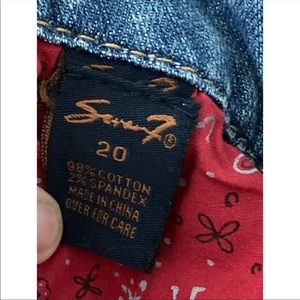 Seven7®
20
98% COTTON
2% SPANDEX
MADE IN CHINA
OVER FOR CARE